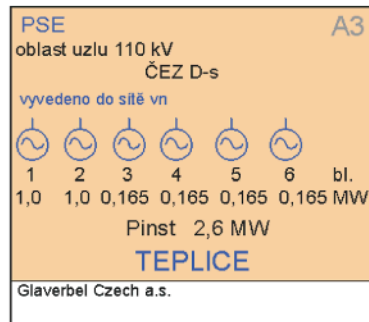 PSE A3
oblast uzlu 110 kV
ČEZ D-s
vyvedeno do sítě vn
1 2 3 4 5 6 bl.
1,0 1,0 0,165 0,165 0,165 0,165 MW
Pinst 2,6 MW
TEPLICE
Glaverbel Czech a.s.